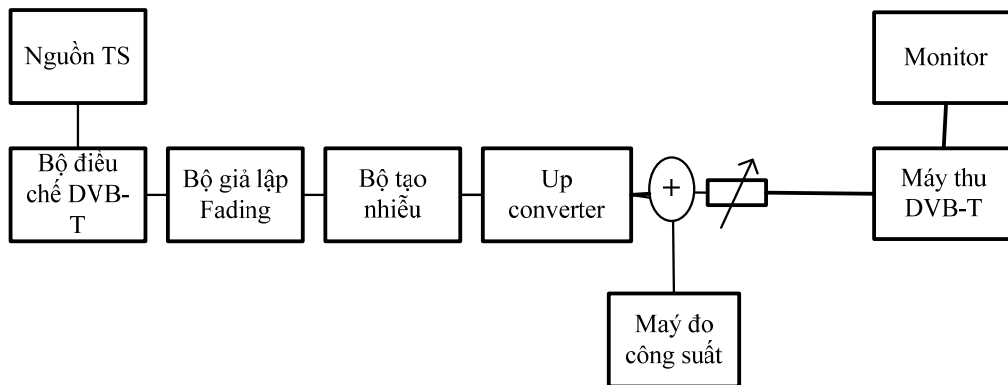 Nguồn TS
Monitor
Bộ điều
chế DVB-
T
Bộ giả lập
Fading
Bộ tạo
nhiễu
Up
converter
+
Máy thu
DVB-T
Maý đo
công suất